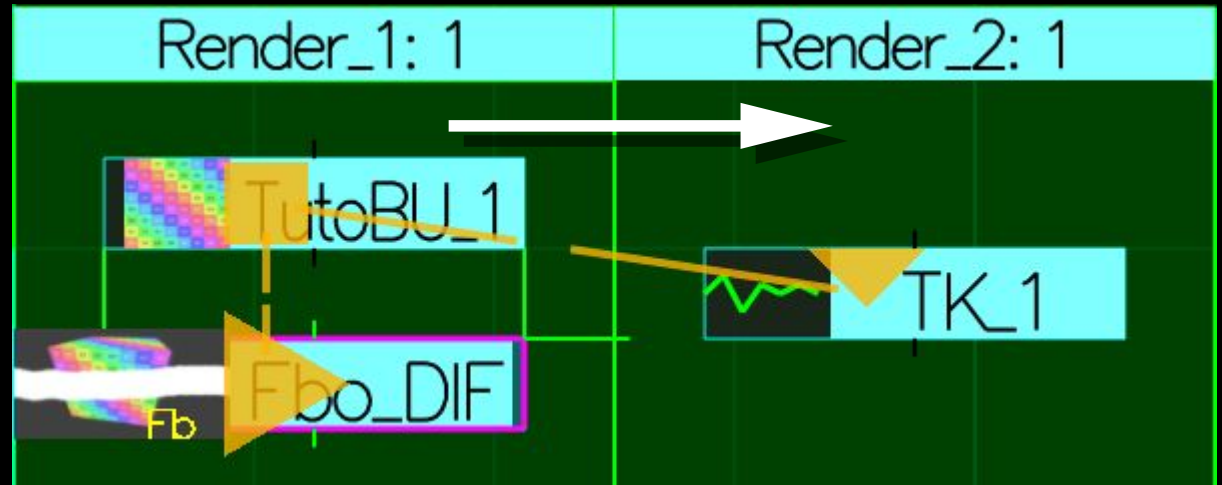 Render_1: 1
Render_2: 1
TutoBU_1
TK_1
Fbo_DIF
Fb